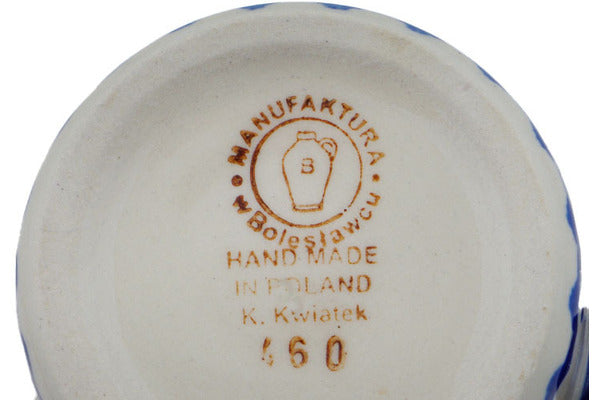 • MANUFAKTURA •
w Bolesławcu
B
HAND MADE
IN POLAND
K. Kwiatek
460